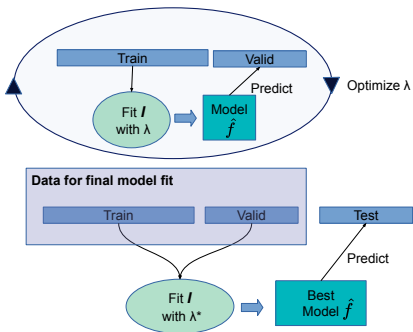 Train
Valid
Optimize λ
Predict
Fit I
with λ
Model
f̂
Data for final model fit
Train
Valid
Test
Predict
Fit I
with λ*
Best
Model f̂